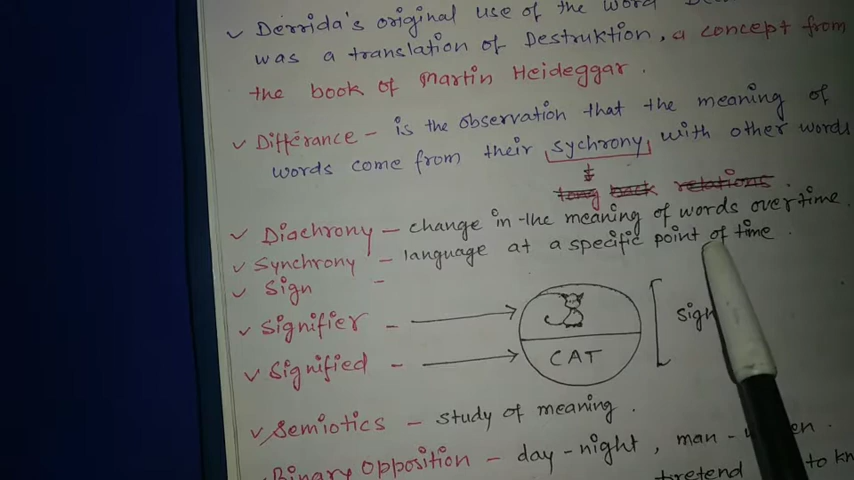 ✓ Derrida's original use of the word
was a translation of Destruktion, a concept from
the book of Martin Heideggar.
✓ Différance - is the observation that the meaning of
words come from their sychrony with other words
✓ Diachrony - change in the meaning of words overtime.
✓ Synchrony - language at a specific point of time.
✓ Sign -
✓ Signifier -
✓ Signified -
CAT
✓ Semiotics - study of meaning.
Binary opposition - day-night, man-
pretend to